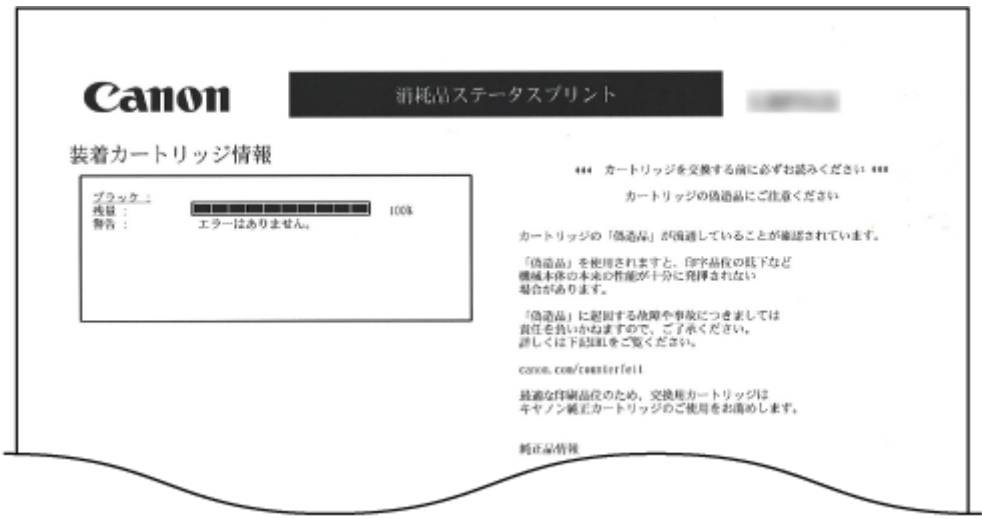 Canon
消耗品ステータスプリント
装着カートリッジ情報
ブラック :
残量 :
100%
警告 :
エラーはありません。
*** カートリッジを交換する前に必ずお読みください ***
カートリッジの偽造品にご注意ください
カートリッジの「偽造品」が流通していることが確認されています。
「偽造品」を使用されますと、印字品位の低下など
機械本体の本来の性能が十分に発揮されない
場合があります。
「偽造品」に起因する故障や事故につきましては
責任を負いかねますので、ご了承ください。
詳しくは下記URLをご覧ください。
canon.com/counterfeit
最適な印刷品位のため、交換用カートリッジは
キヤノン純正カートリッジのご使用をお薦めします。
純正品情報